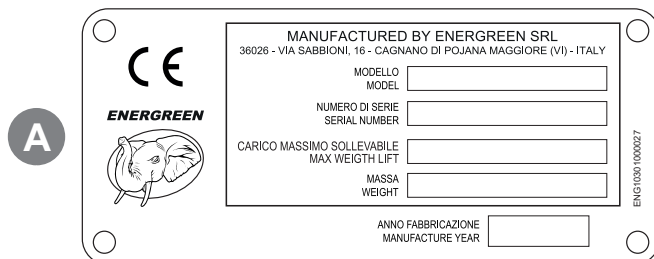 A
CE
ENERGREEN
MANUFACTURED BY ENERGREEN SRL
36026 - VIA SABBIONI, 16 - CAGNANO DI POJANA MAGGIORE (VI) - ITALY
MODELLO
MODEL
NUMERO DI SERIE
SERIAL NUMBER
CARICO MASSIMO SOLLEVABILE
MAX WEIGTH LIFT
MASSA
WEIGHT
ANNO FABBRICAZIONE
MANUFACTURE YEAR
ENG10301000027